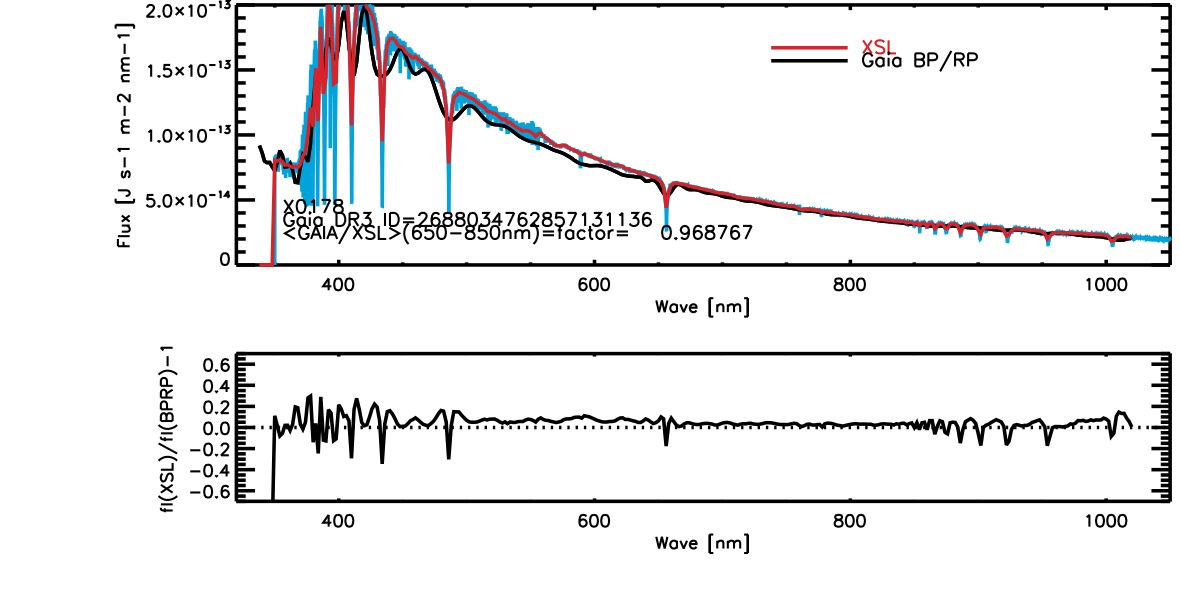 2.0×10−13
1.5×10−13
1.0×10−13
5.0×10−14
0
Flux [J s−1 m−2 nm−1]
XSL
Gaia BP/RP
X0178
Gaia DR3 ID=2688034762857131136
<GAIA/XSL>(650−850nm)=factor= 0.968767
400 600 800 1000
Wave [nm]
0.6
0.4
0.2
0.0
−0.2
−0.4
−0.6
fl(XSL)/fl(BPRP)−1
400 600 800 1000
Wave [nm]